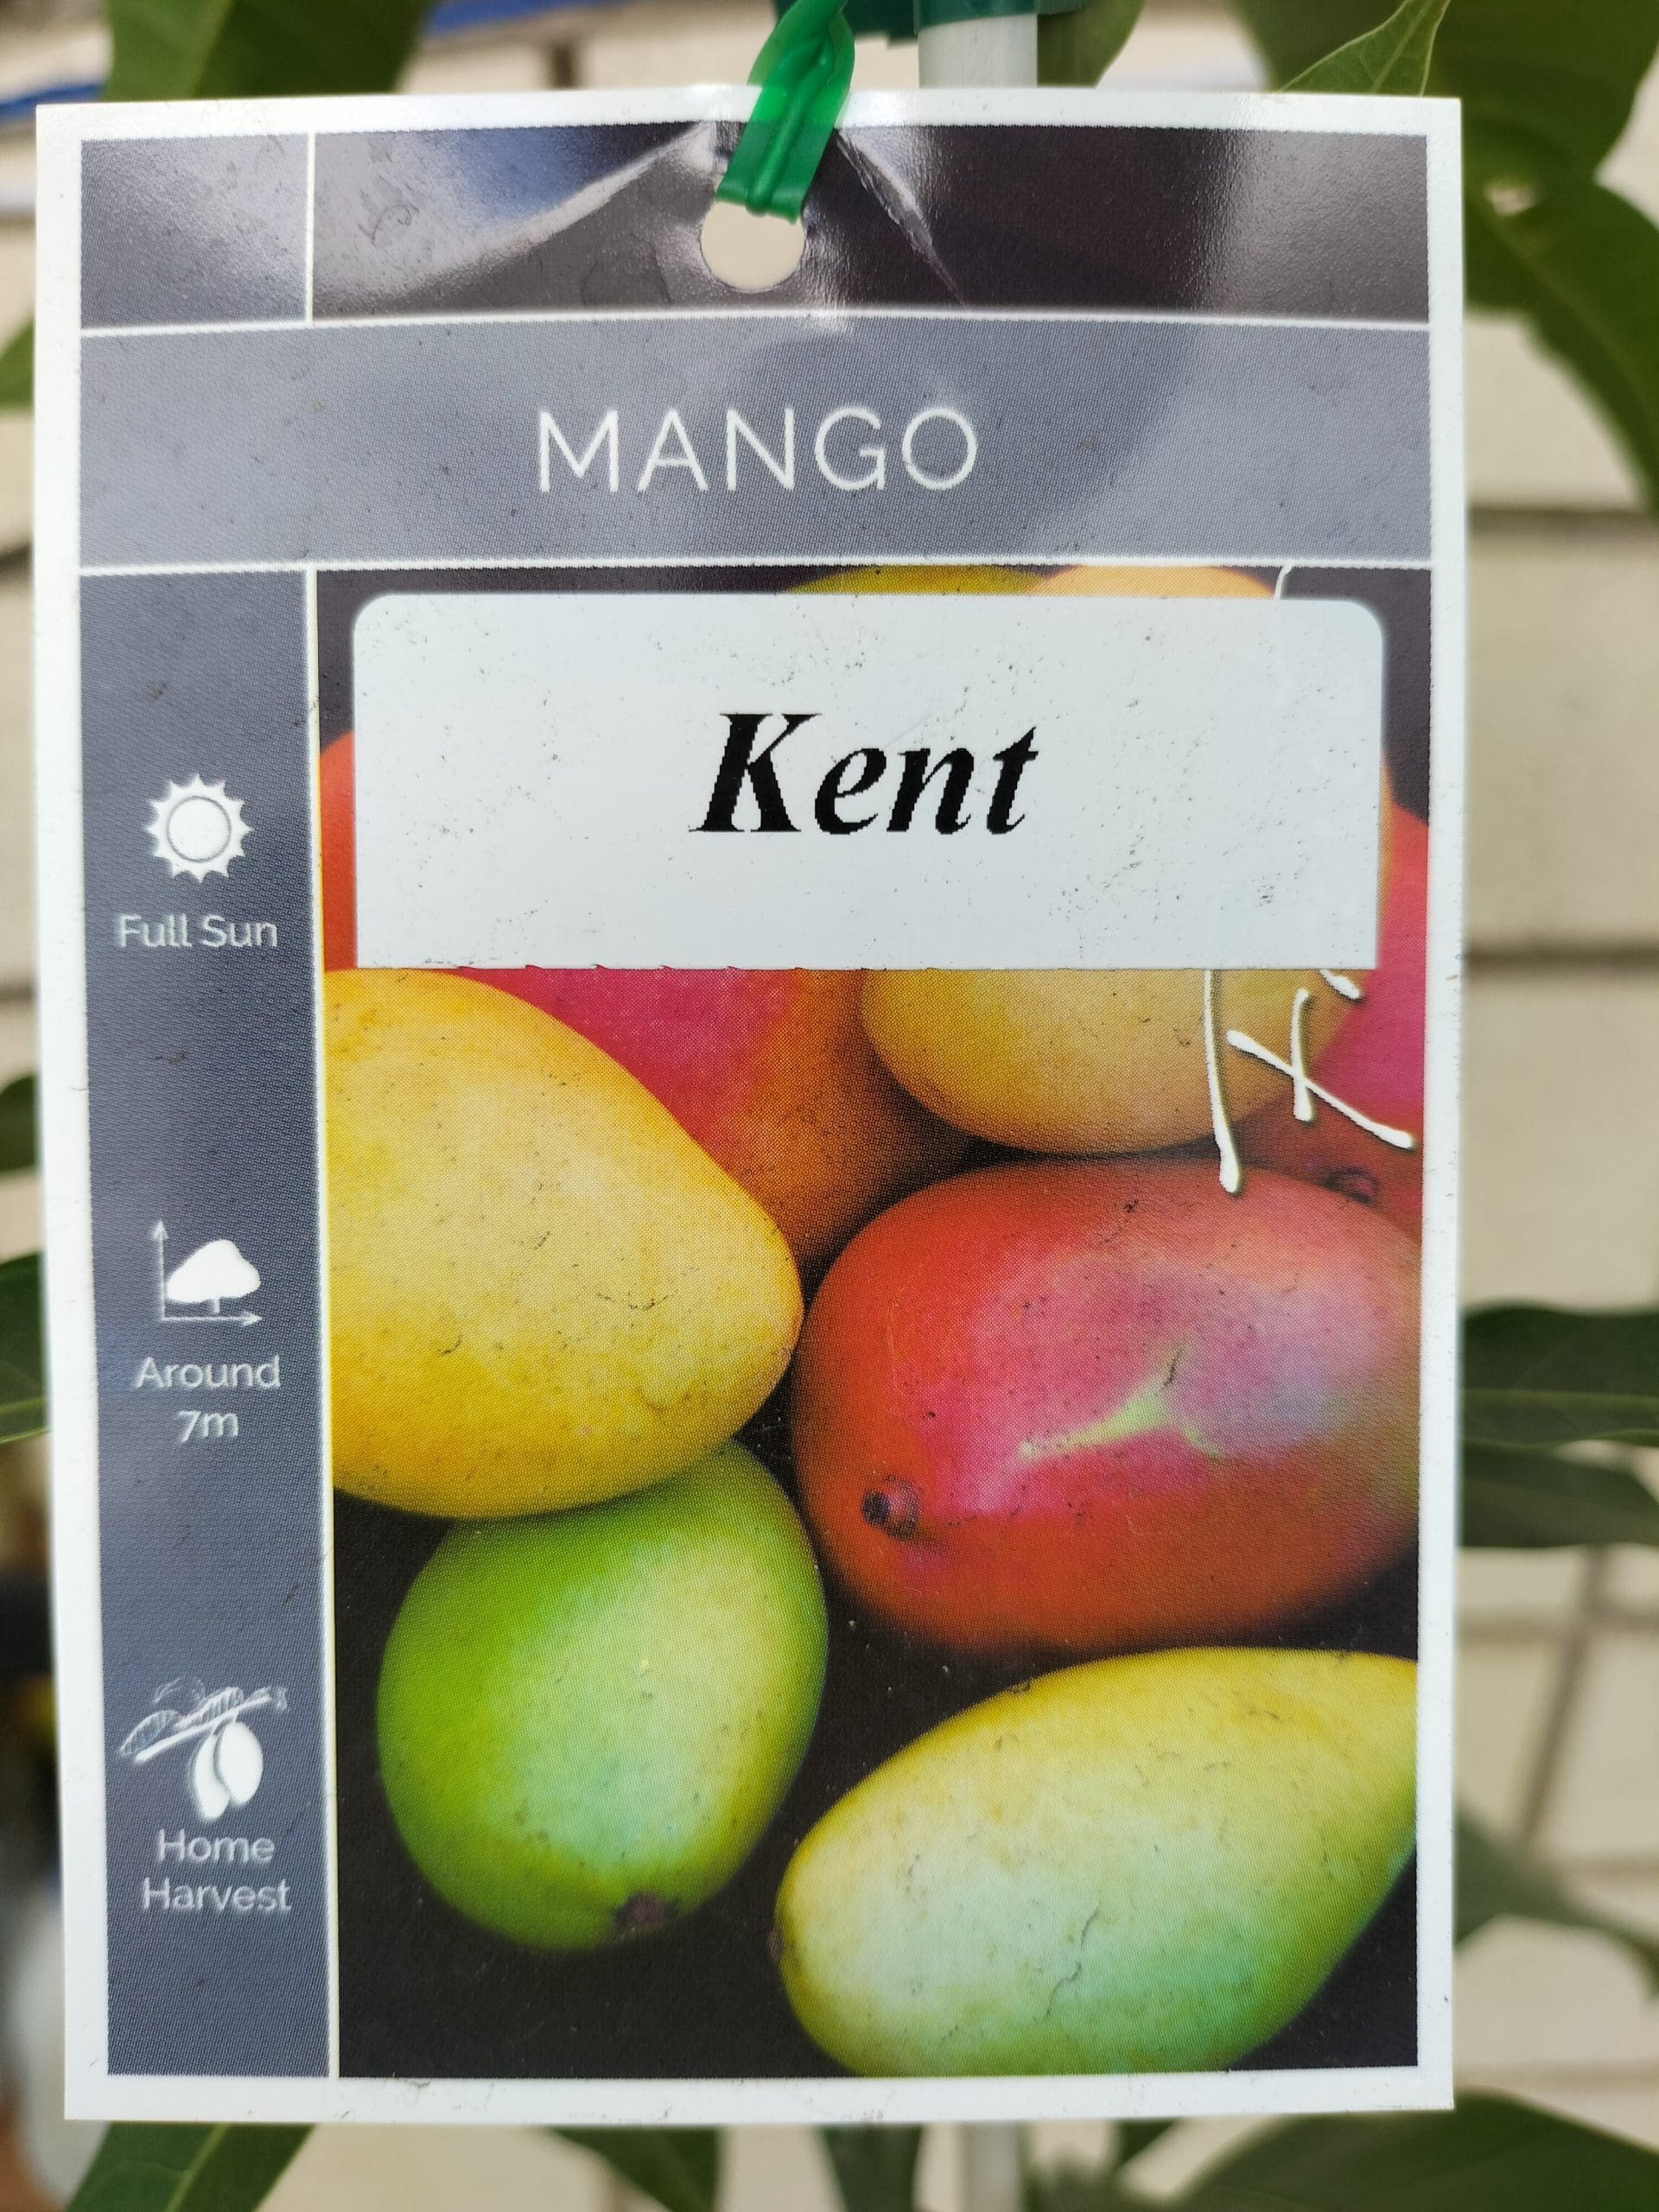 MANGO
Kent
Full Sun
Around
7m
Home
Harvest